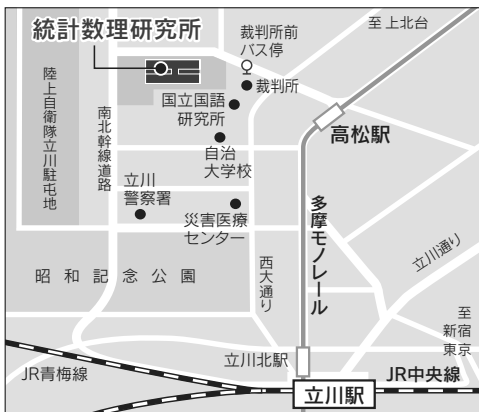 統計数理研究所
裁判所前
バス停
至 上北台
裁判所
国立国語
研究所
陸上自衛隊立川駐屯地
南北幹線道路
高松駅
自治
大学校
立川
警察署
災害医療
センター
多摩モノレール
立川通り
昭和記念公園
西大通り
至
新宿
東京
立川北駅
JR青梅線
JR中央線
立川駅